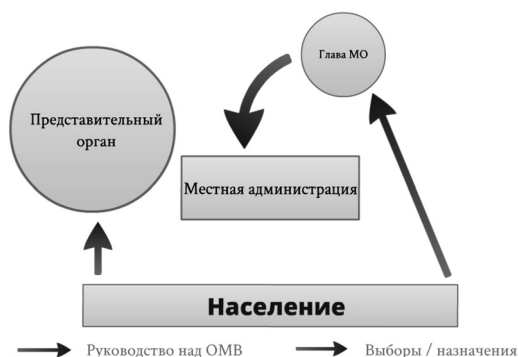 Глава МО
Представительный
орган
Местная администрация
Население
Руководство над ОМВ
Выборы / назначения